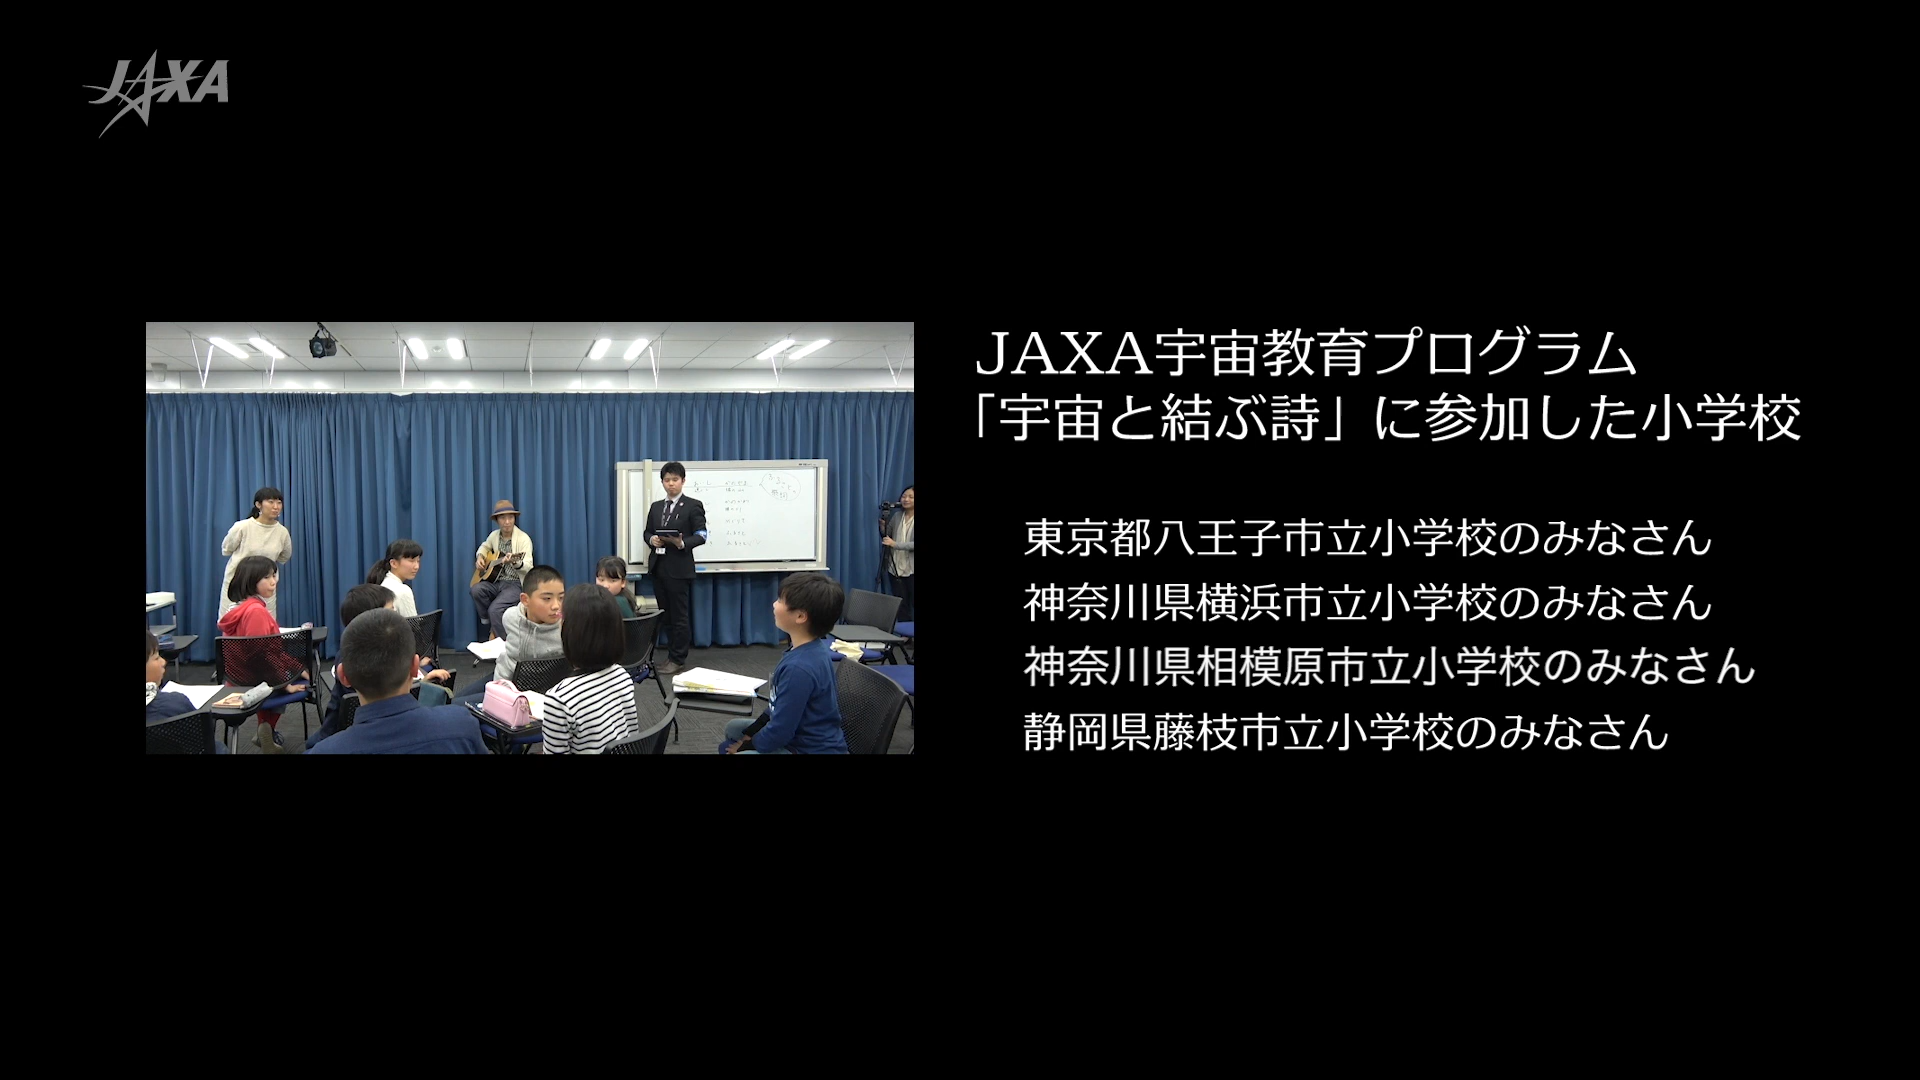 JAXA
JAXA宇宙教育プログラム
「宇宙と結ぶ詩」に参加した小学校
東京都八王子市立小学校のみなさん
神奈川県横浜市立小学校のみなさん
神奈川県相模原市立小学校のみなさん
静岡県藤枝市立小学校のみなさん